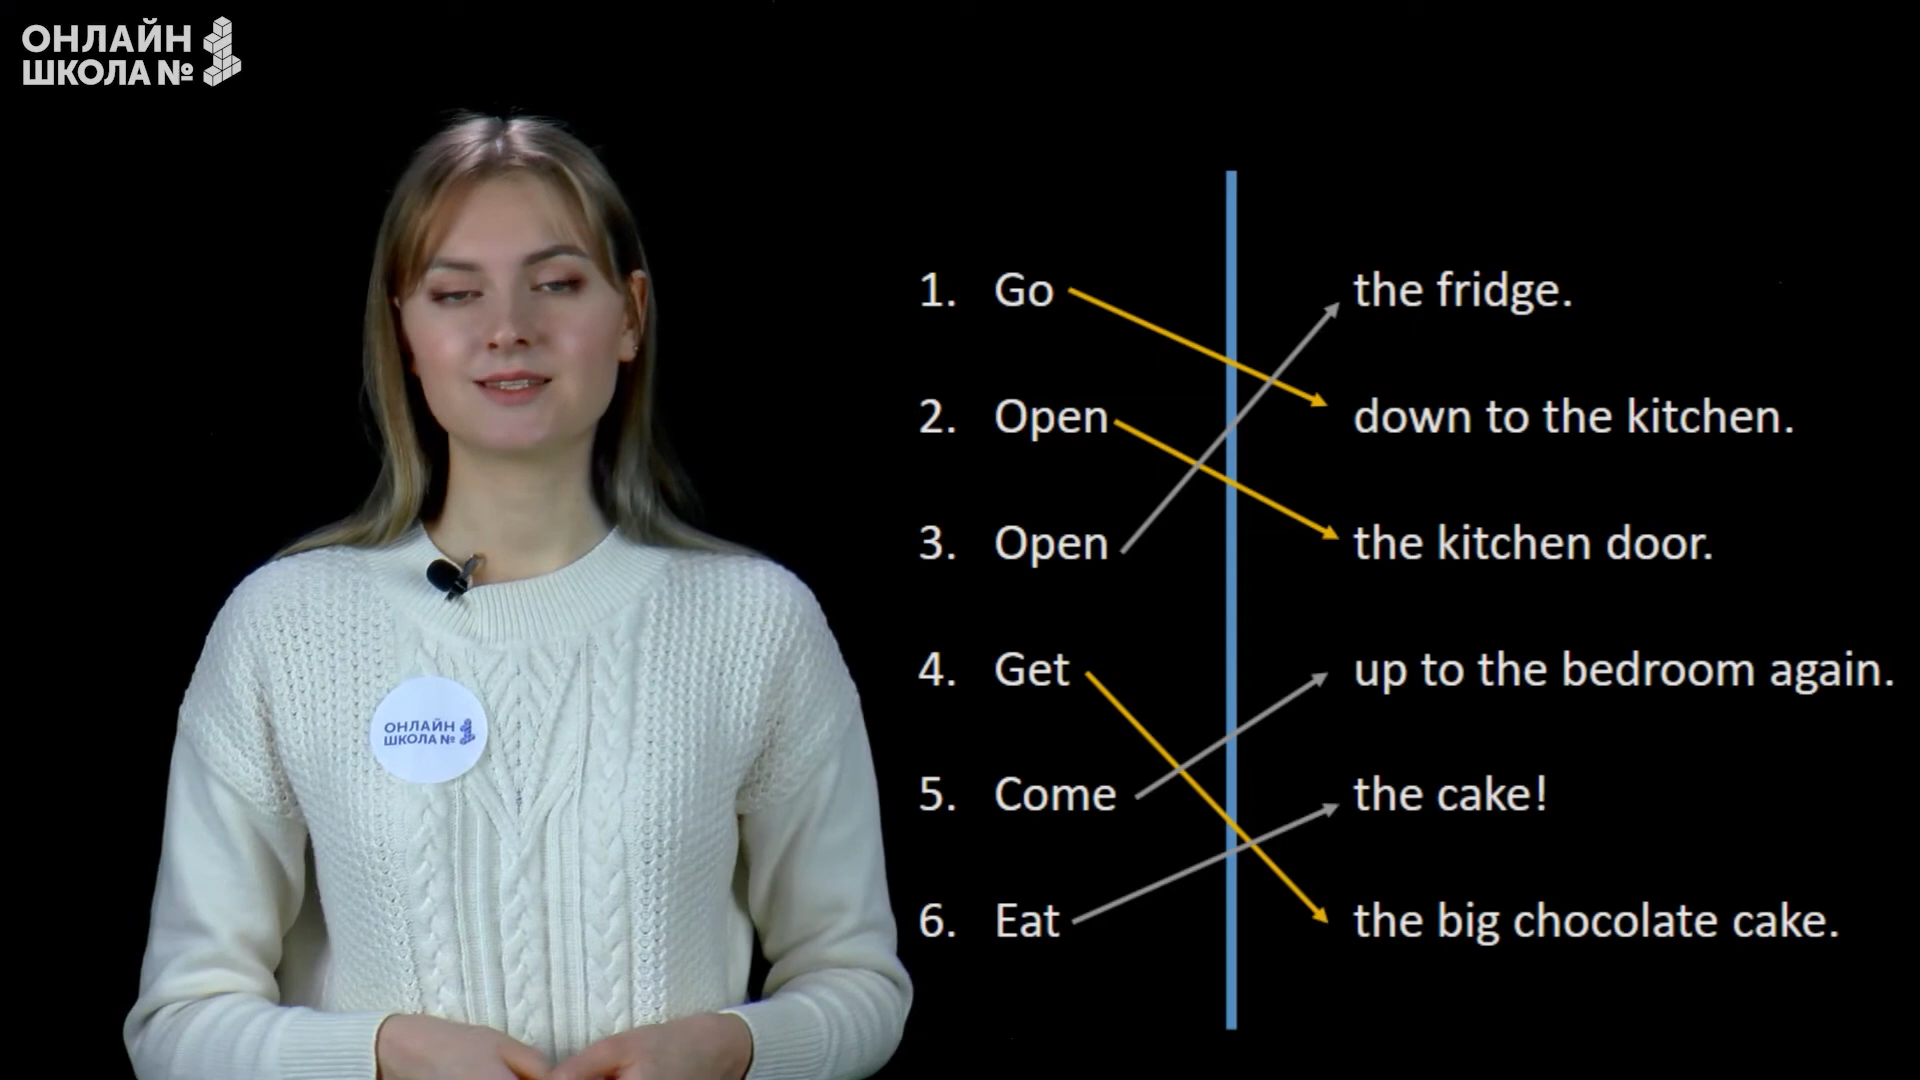 ОНЛАЙН
ШКОЛА №
1. Go
the fridge.
2. Open
down to the kitchen.
3. Open
the kitchen door.
4. Get
up to the bedroom again.
5. Come
the cake!
6. Eat
the big chocolate cake.
ОНЛАЙН
ШКОЛА №